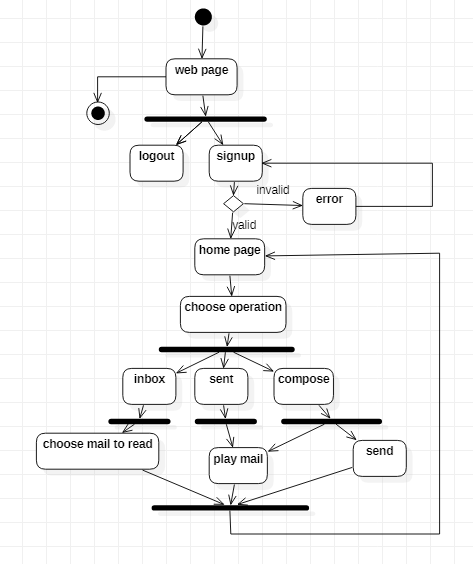 web page
logout
signup
invalid
error
valid
home page
choose operation
inbox
sent
compose
choose mail to read
play mail
send